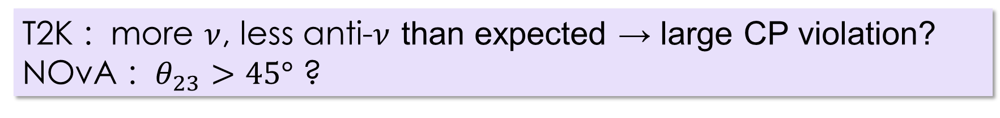 T2K : more ν, less anti-ν than expected → large CP violation?
NOvA : θ₂₃ > 45° ?